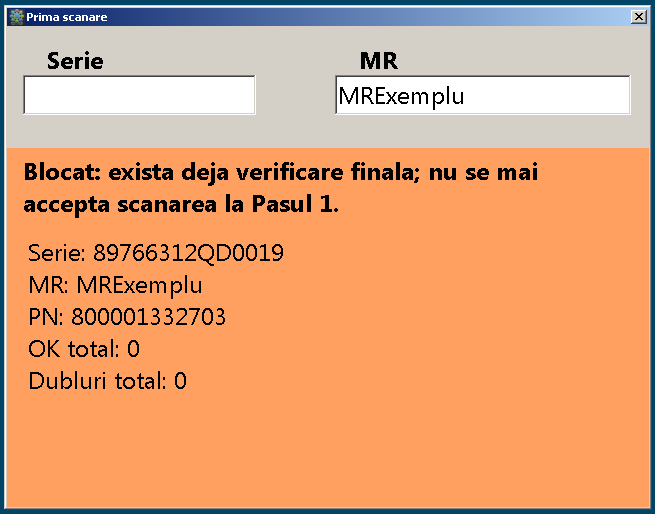 Prima scanare
Serie
MR
MRExemplu
Blocat: exista deja verificare finala; nu se mai
accepta scanarea la Pasul 1.
Serie: 89766312QD0019
MR: MRExemplu
PN: 800001332703
OK total: 0
Dubluri total: 0